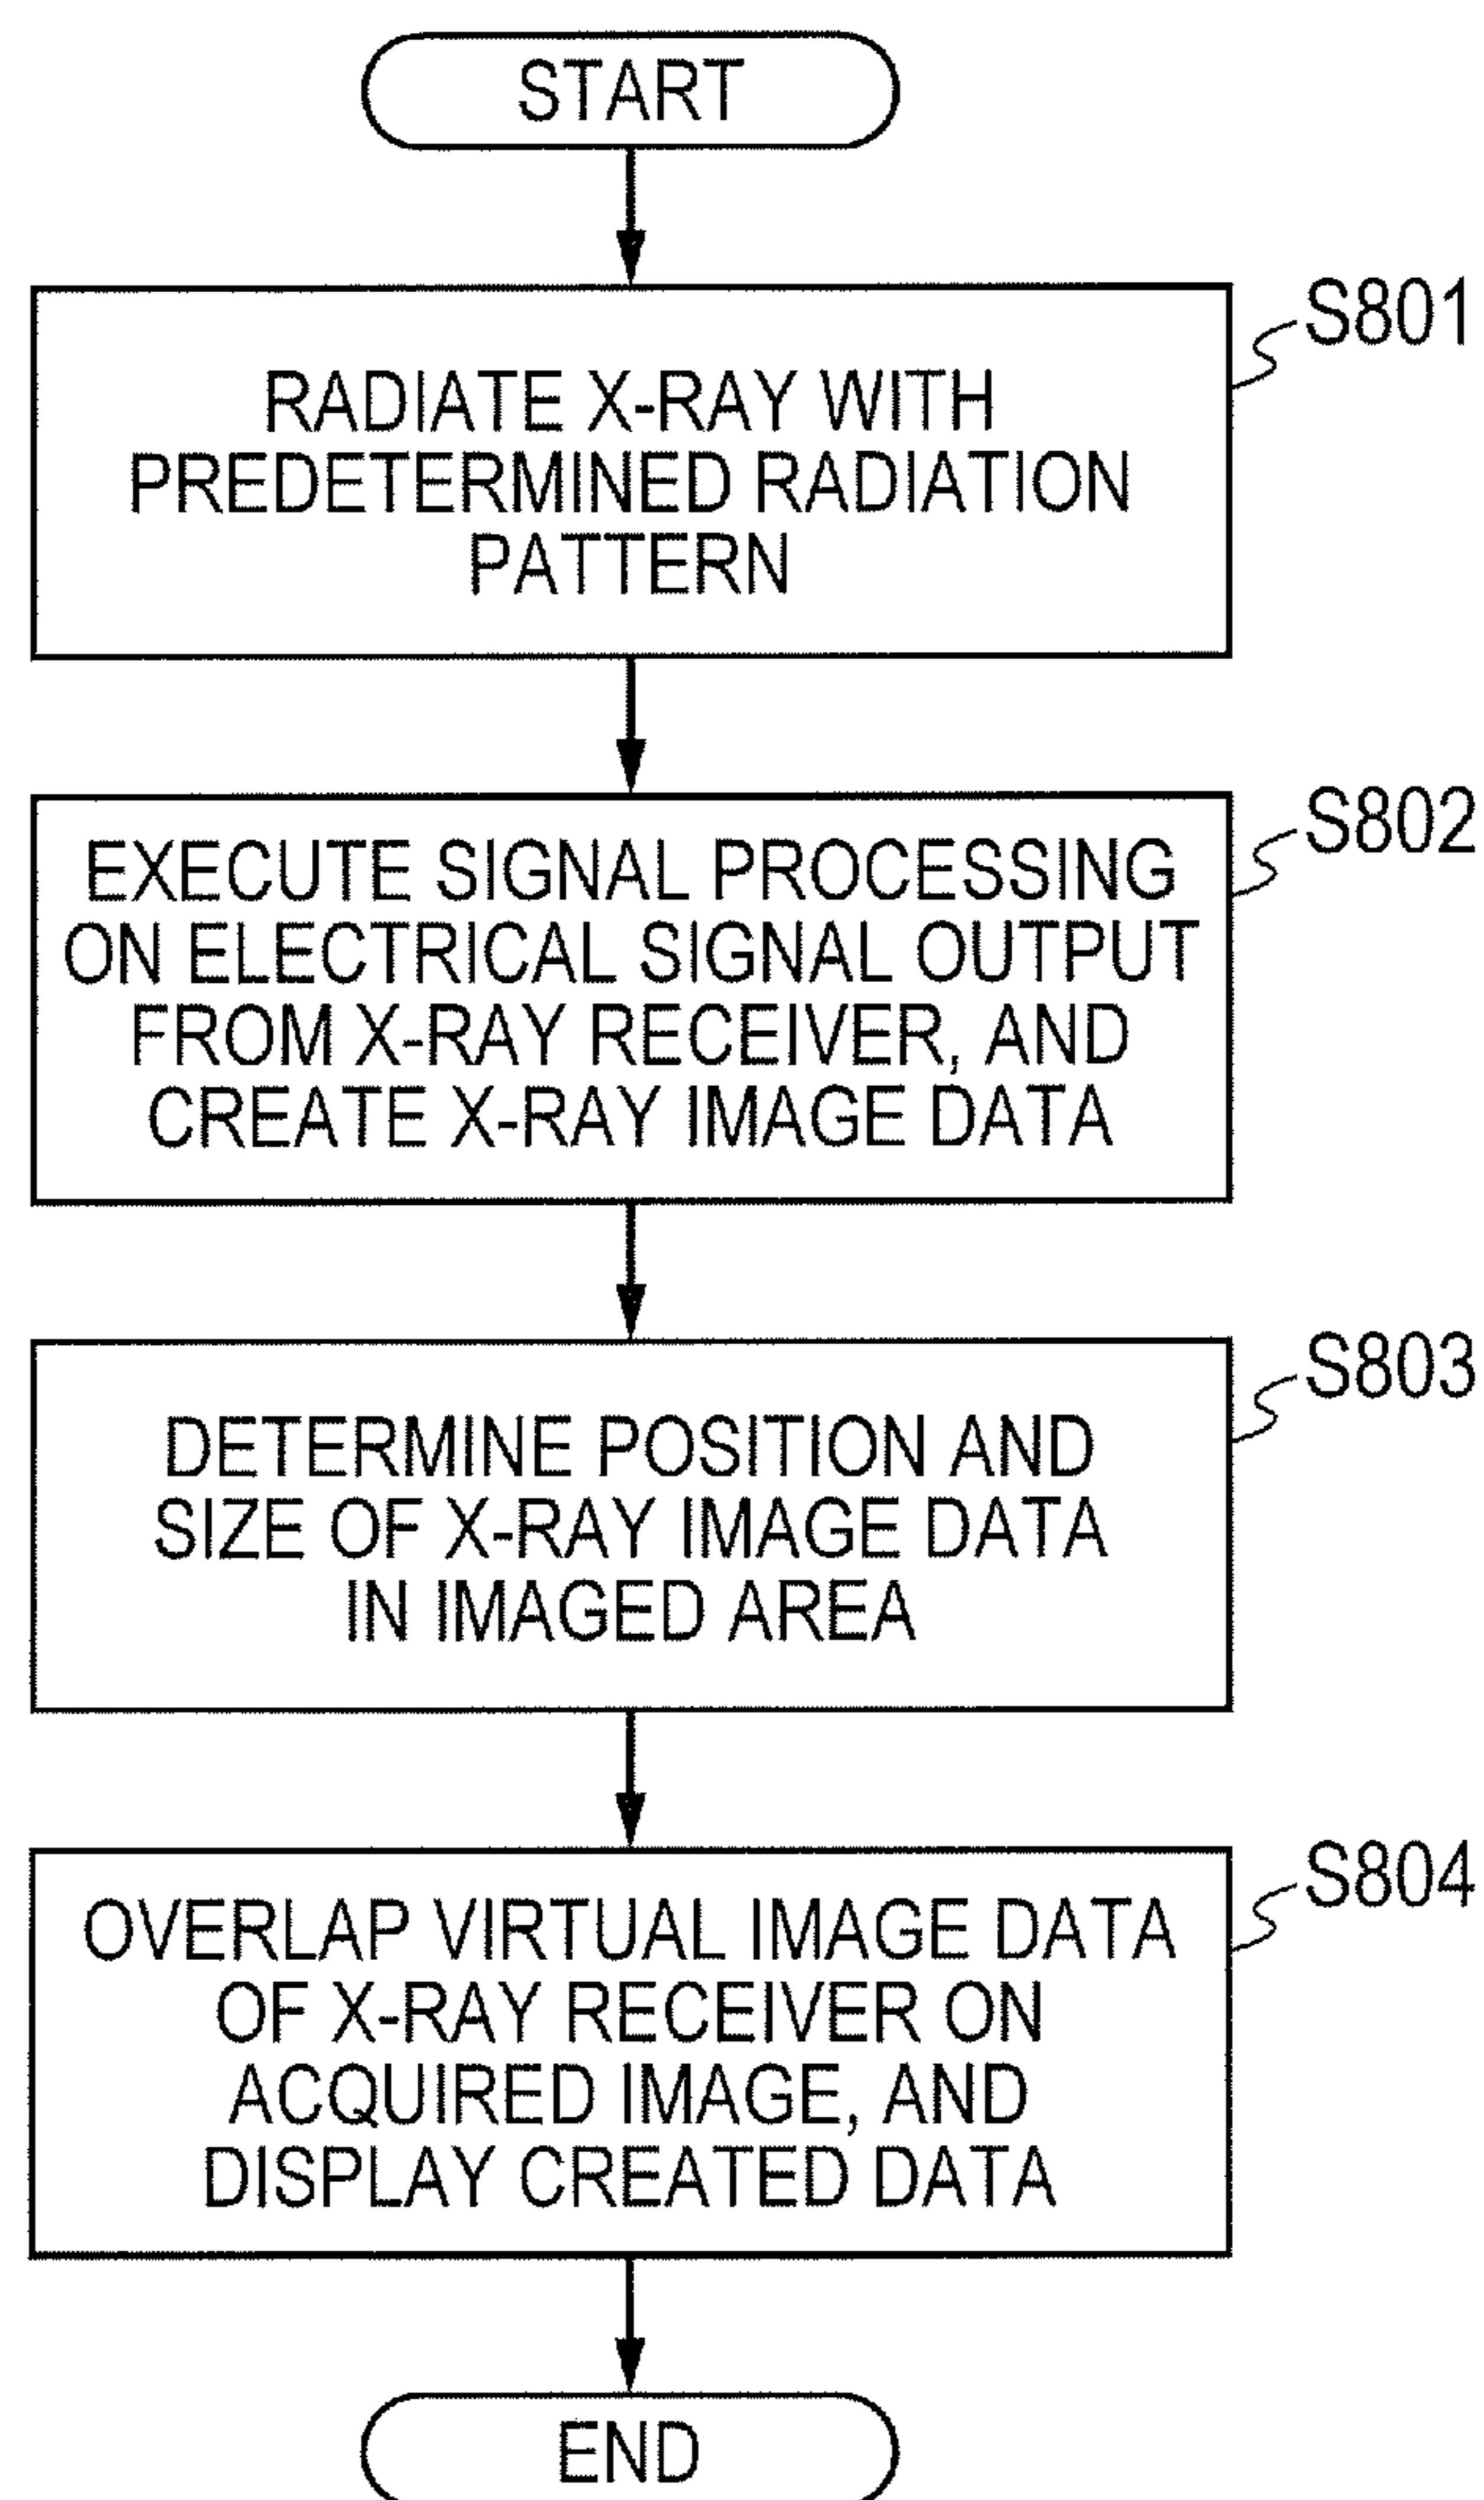 START
S801
RADIATE X-RAY WITH
PREDETERMINED RADIATION
PATTERN
S802
EXECUTE SIGNAL PROCESSING
ON ELECTRICAL SIGNAL OUTPUT
FROM X-RAY RECEIVER, AND
CREATE X-RAY IMAGE DATA
S803
DETERMINE POSITION AND
SIZE OF X-RAY IMAGE DATA
IN IMAGED AREA
S804
OVERLAP VIRTUAL IMAGE DATA
OF X-RAY RECEIVER ON
ACQUIRED IMAGE, AND
DISPLAY CREATED DATA
END